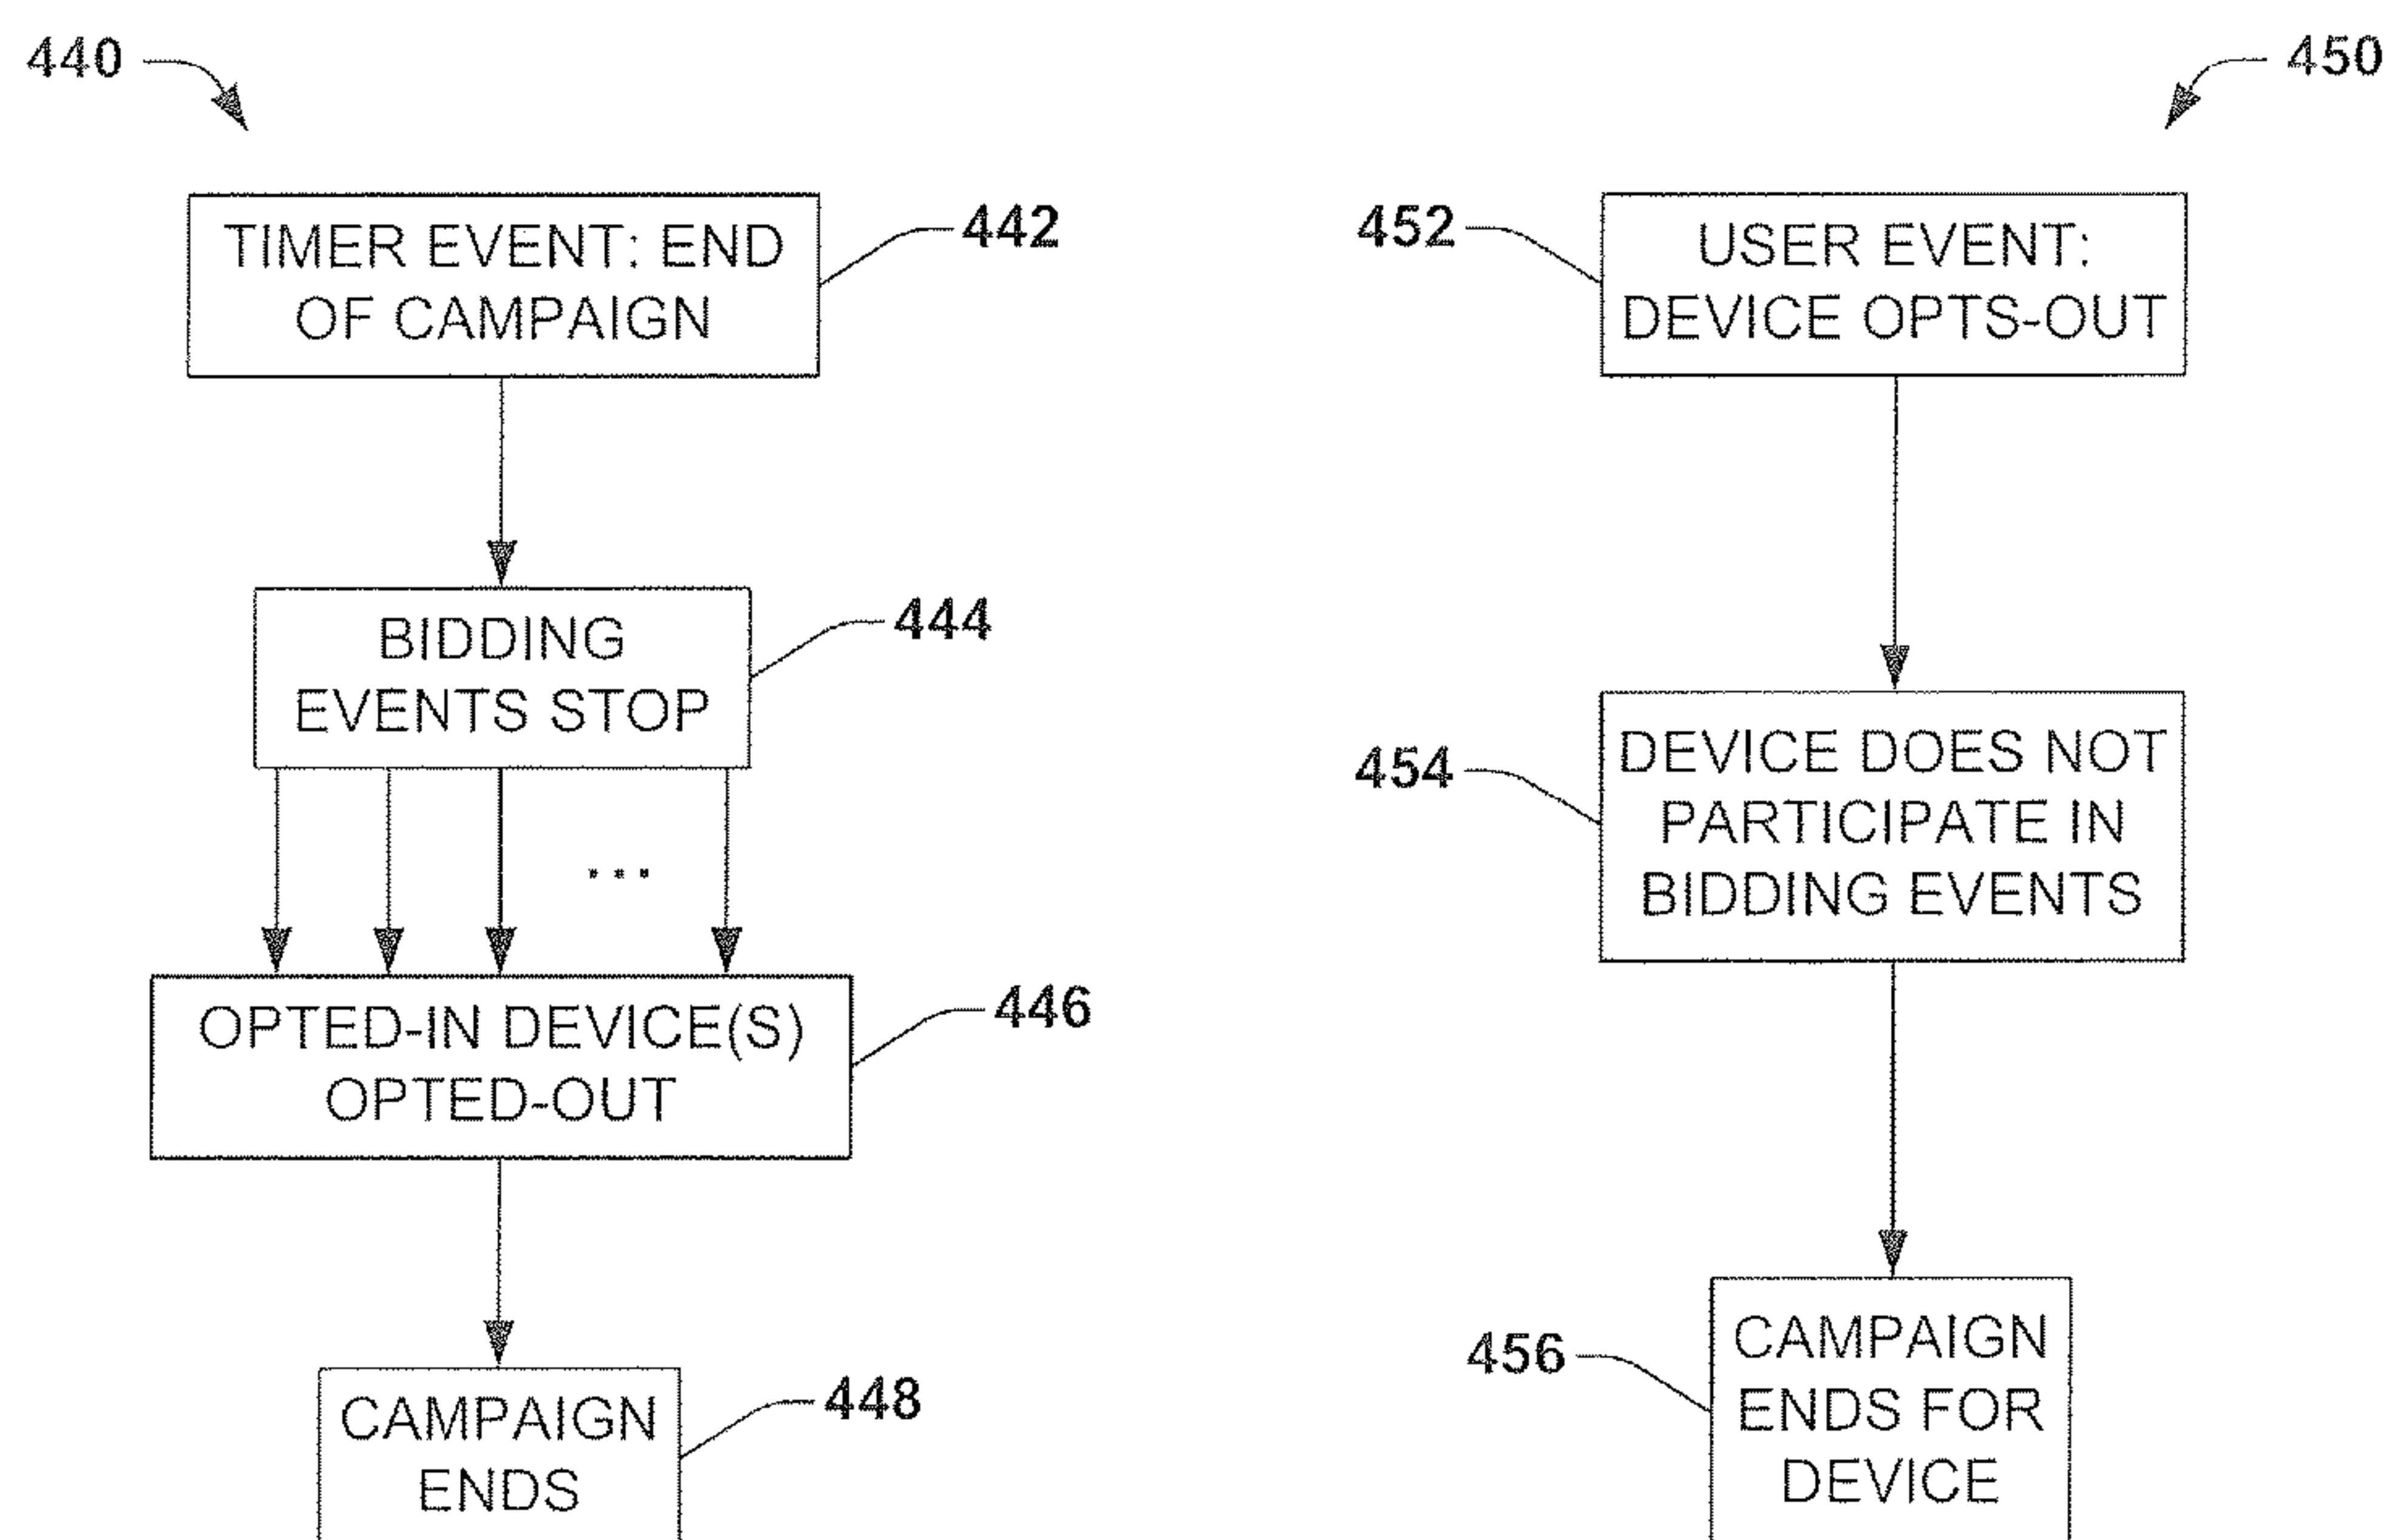 440
TIMER EVENT: END
OF CAMPAIGN
442
BIDDING
EVENTS STOP
444
...
OPTED-IN DEVICE(S)
OPTED-OUT
446
CAMPAIGN
ENDS
448
450
452
USER EVENT:
DEVICE OPTS-OUT
454
DEVICE DOES NOT
PARTICIPATE IN
BIDDING EVENTS
456
CAMPAIGN
ENDS FOR
DEVICE